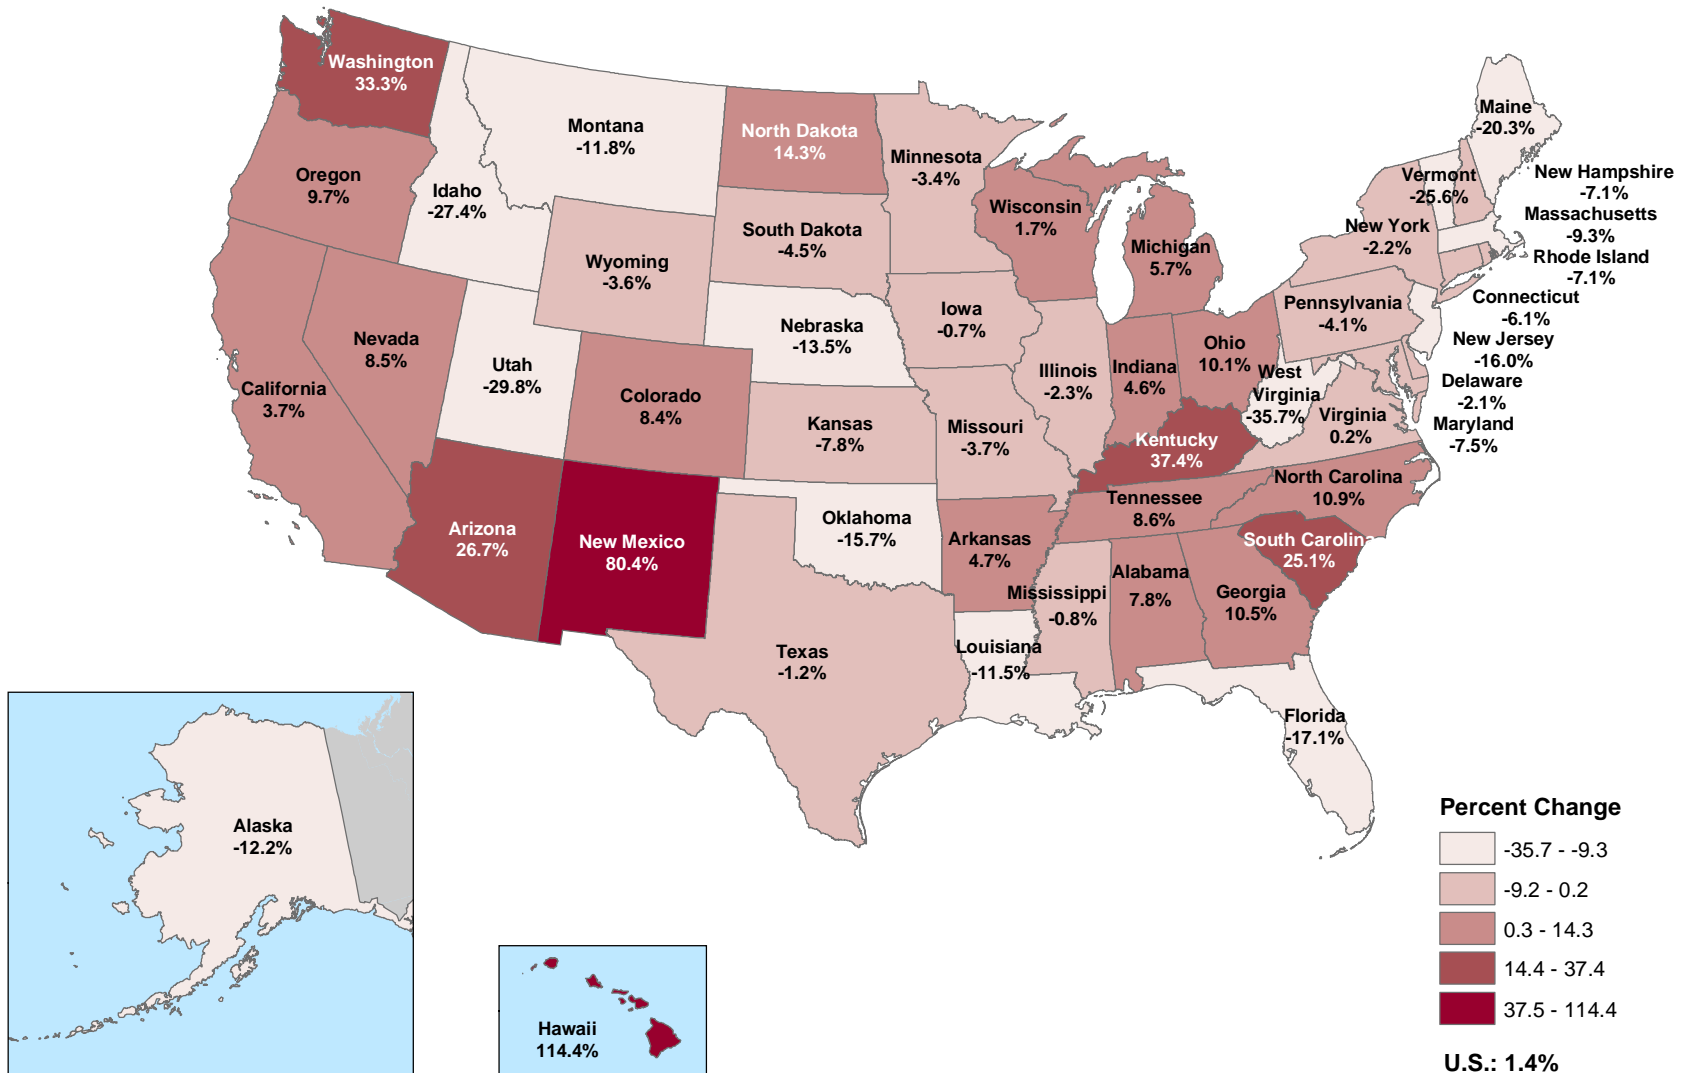 Washington
33.3%
Montana
-11.8%
North Dakota
14.3%
Minnesota
-3.4%
Maine
-20.3%
Oregon
9.7%
Idaho
-27.4%
Wisconsin
1.7%
Michigan
5.7%
Vermont
-25.6%
New Hampshire
-7.1%
Massachusetts
-9.3%
New York
-2.2%
Rhode Island
-7.1%
South Dakota
-4.5%
Wyoming
-3.6%
Connecticut
-6.1%
Pennsylvania
-4.1%
New Jersey
-16.0%
Iowa
-0.7%
Nebraska
-13.5%
Nevada
8.5%
Utah
-29.8%
Ohio
10.1%
Indiana
4.6%
Illinois
-2.3%
West
Virginia
-35.7%
Delaware
-2.1%
Maryland
-7.5%
California
3.7%
Colorado
8.4%
Kansas
-7.8%
Missouri
-3.7%
Virginia
0.2%
Kentucky
37.4%
North Carolina
10.9%
Tennessee
8.6%
Arizona
26.7%
New Mexico
80.4%
Oklahoma
-15.7%
Arkansas
4.7%
South Carolina
25.1%
Mississippi
-0.8%
Alabama
7.8%
Georgia
10.5%
Texas
-1.2%
Louisiana
-11.5%
Florida
-17.1%
Alaska
-12.2%
Hawaii
114.4%
Percent Change
-35.7 - -9.3
-9.2 - 0.2
0.3 - 14.3
14.4 - 37.4
37.5 - 114.4
U.S.: 1.4%